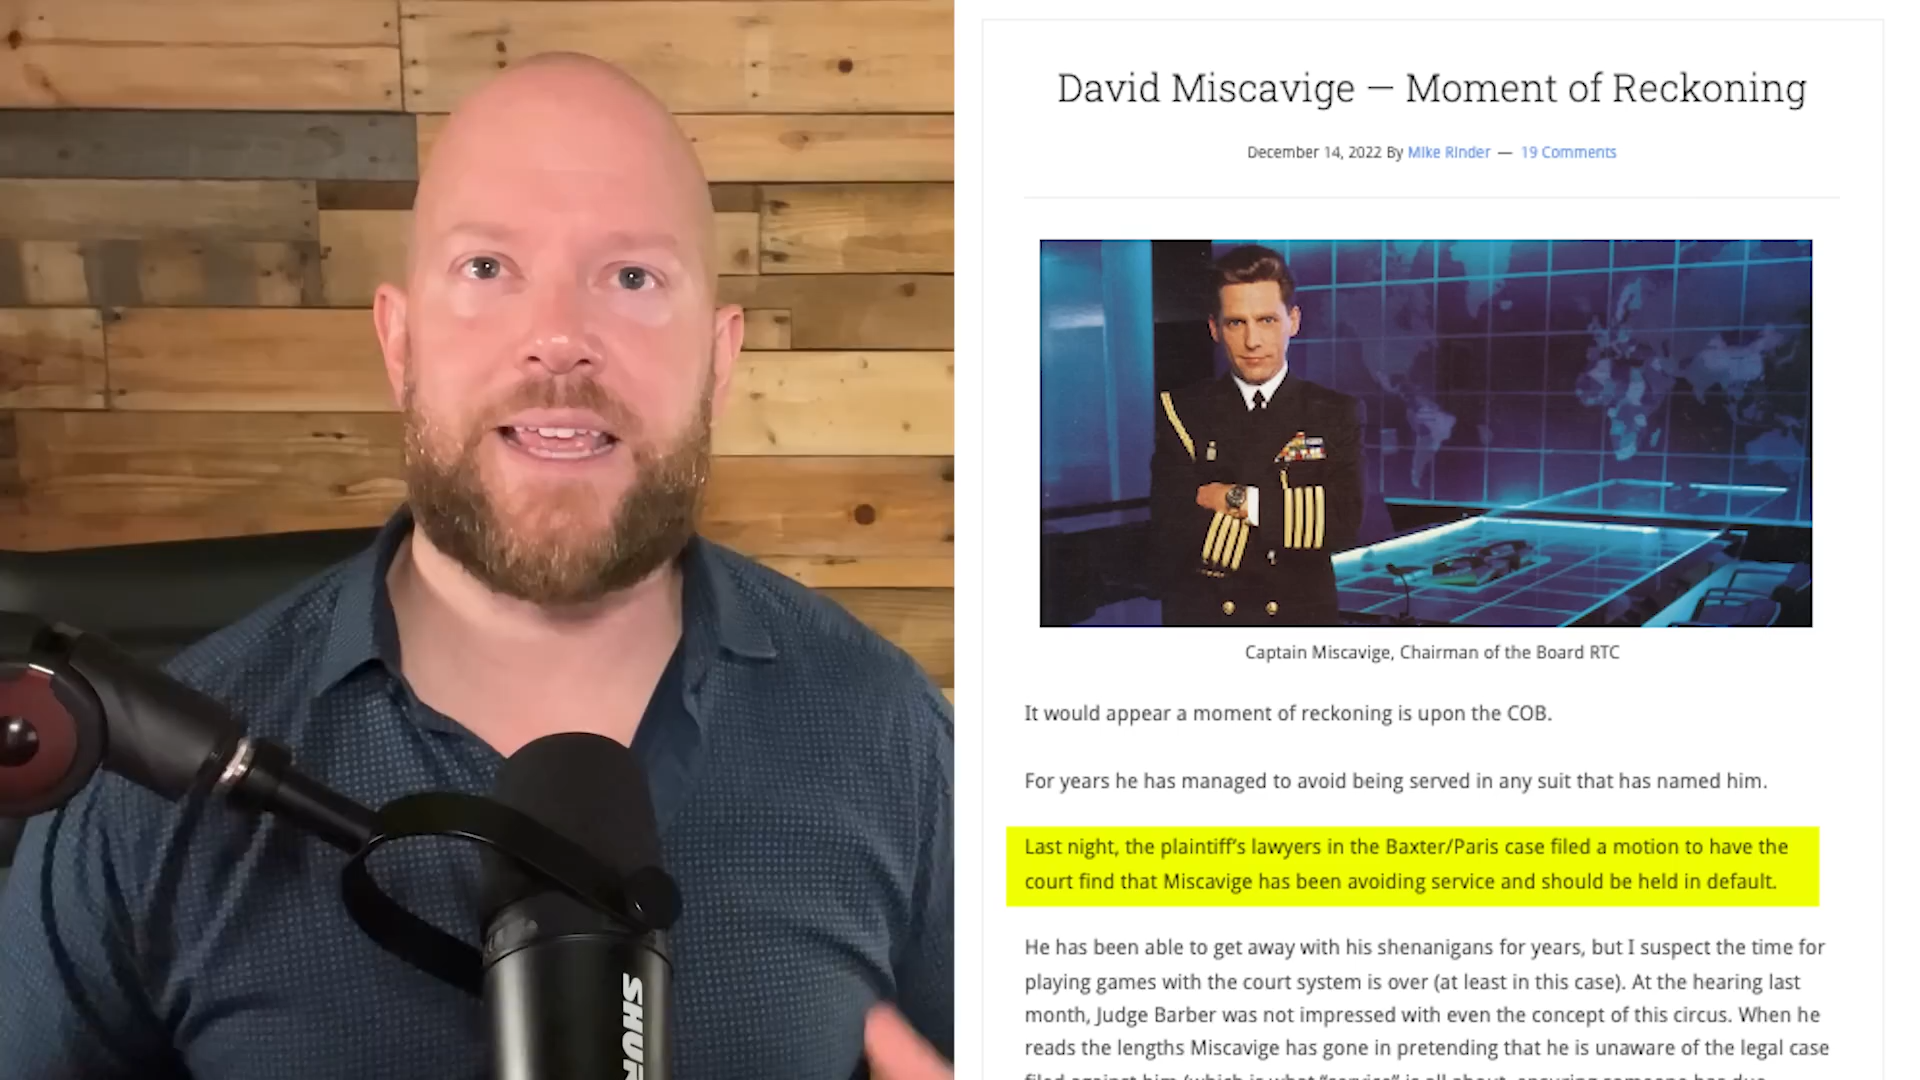 David Miscavige — Moment of Reckoning
December 14, 2022 By Mike Rinder — 19 Comments
Captain Miscavige, Chairman of the Board RTC
It would appear a moment of reckoning is upon the COB.
For years he has managed to avoid being served in any suit that has named him.
Last night, the plaintiff's lawyers in the Baxter/Paris case filed a motion to have the
court find that Miscavige has been avoiding service and should be held in default.
He has been able to get away with his shenanigans for years, but I suspect the time for
playing games with the court system is over (at least in this case). At the hearing last
month, Judge Barber was not impressed with even the concept of this circus. When he
reads the lengths Miscavige has gone in pretending that he is unaware of the legal case
SHUR